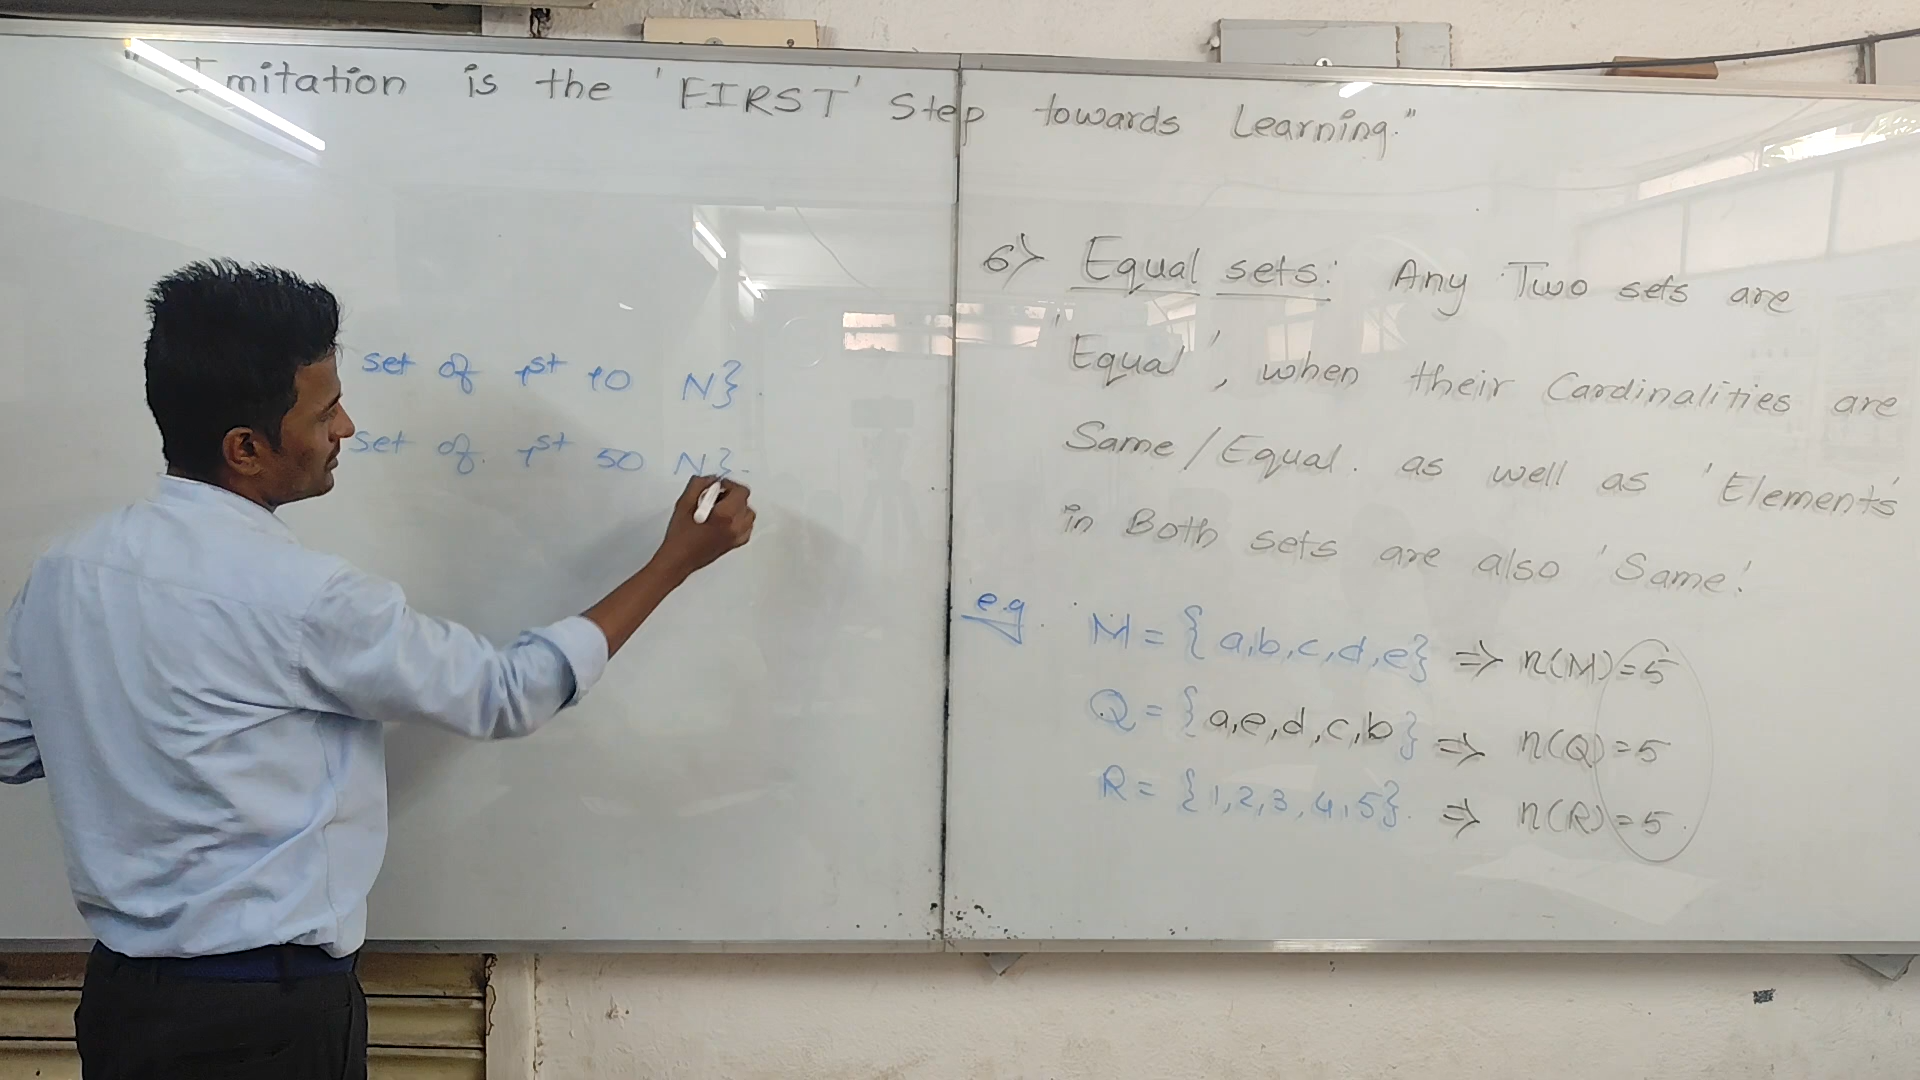 " Imitation is the 'FIRST' Step towards Learning."
set of 1st 10 N}.
set of 1st 50 N}.
6> Equal sets: Any Two sets are
'Equal', when their Cardinalities are
Same/Equal. as well as 'Elements'
in Both sets are also 'Same'.
e.g. M = { a,b,c,d,e} => n(M)=5
Q = {a,e,d,c,b} => n(Q)=5
R = {1,2,3,4,5}. => n(R)=5.